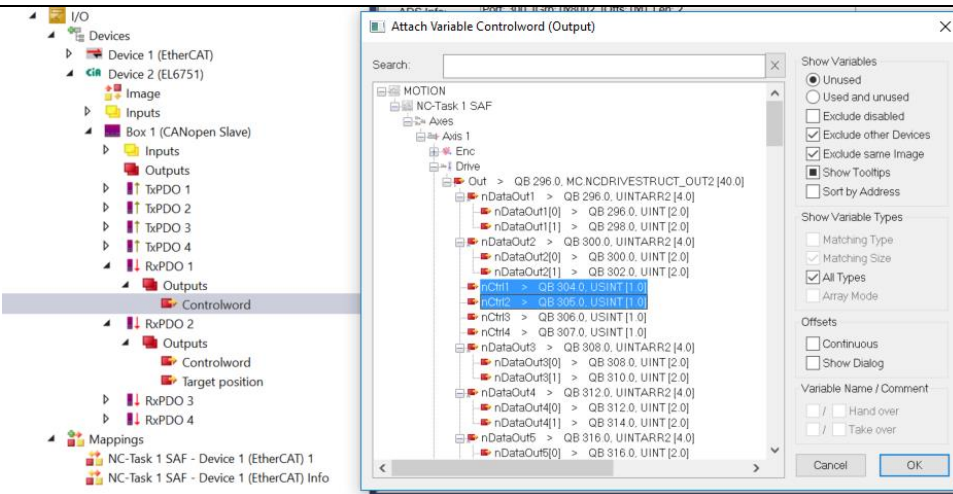 I/O
Devices
Device 1 (EtherCAT)
CiA Device 2 (EL6751)
Image
Inputs
Box 1 (CANopen Slave)
Inputs
Outputs
TxPDO 1
TxPDO 2
TxPDO 3
TxPDO 4
RxPDO 1
Outputs
Controlword
RxPDO 2
Outputs
Controlword
Target position
RxPDO 3
RxPDO 4
Mappings
NC-Task 1 SAF - Device 1 (EtherCAT) 1
NC-Task 1 SAF - Device 1 (EtherCAT) Info
Attach Variable Controlword (Output)
Search:
MOTION
NC-Task 1 SAF
Axes
Axis 1
Enc
Drive
Out > QB 296.0, MC.NCDRIVESTRUCT_OUT2 [40.0]
nDataOut1 > QB 296.0, UINTARR2 [4.0]
nDataOut1[0] > QB 296.0, UINT [2.0]
nDataOut1[1] > QB 298.0, UINT [2.0]
nDataOut2 > QB 300.0, UINTARR2 [4.0]
nDataOut2[0] > QB 300.0, UINT [2.0]
nDataOut2[1] > QB 302.0, UINT [2.0]
nCtrl1 > QB 304.0, USINT [1.0]
nCtrl2 > QB 305.0, USINT [1.0]
nCtrl3 > QB 306.0, USINT [1.0]
nCtrl4 > QB 307.0, USINT [1.0]
nDataOut3 > QB 308.0, UINTARR2 [4.0]
nDataOut3[0] > QB 308.0, UINT [2.0]
nDataOut3[1] > QB 310.0, UINT [2.0]
nDataOut4 > QB 312.0, UINTARR2 [4.0]
nDataOut4[0] > QB 312.0, UINT [2.0]
nDataOut4[1] > QB 314.0, UINT [2.0]
nDataOut5 > QB 316.0, UINTARR2 [4.0]
nDataOut5[0] > QB 316.0, UINT [2.0]
Show Variables
Unused
Used and unused
Exclude disabled
Exclude other Devices
Exclude same Image
Show Tooltips
Sort by Address
Show Variable Types
Matching Type
Matching Size
All Types
Array Mode
Offsets
Continuous
Show Dialog
Variable Name / Comment
/ Hand over
/ Take over
Cancel
OK